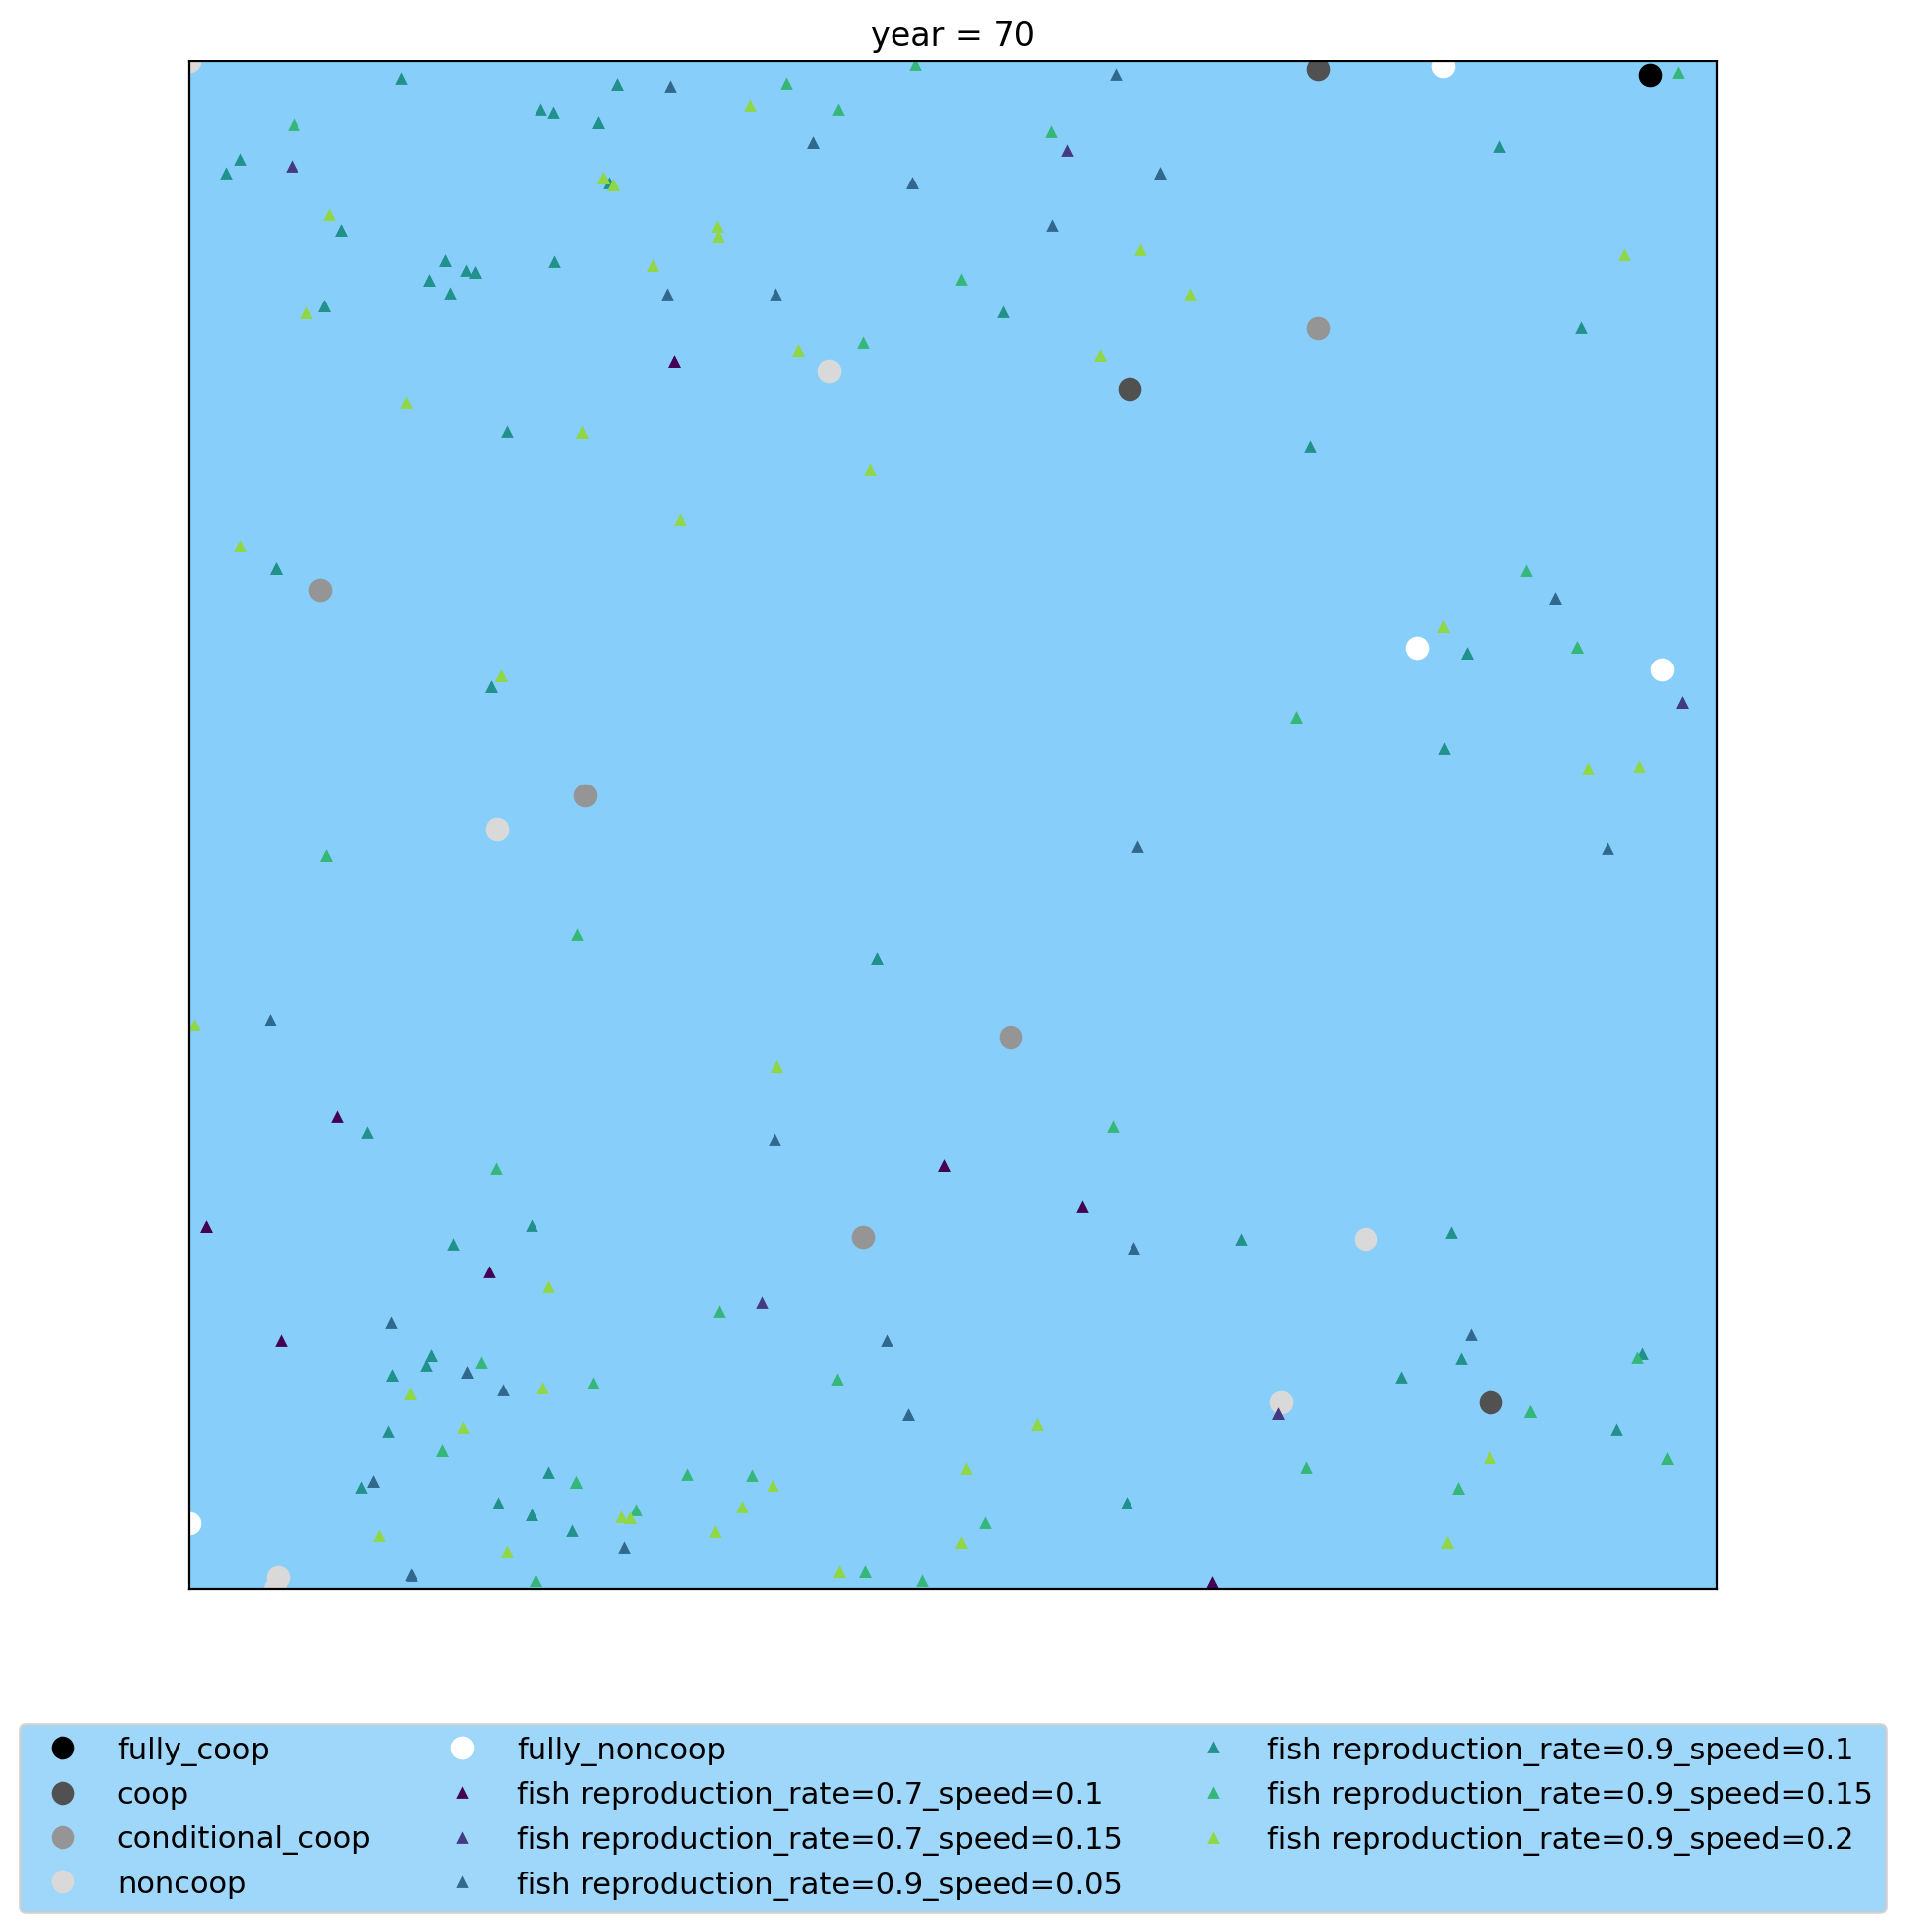 year = 70
fully_coop
coop
conditional_coop
noncoop
fully_noncoop
fish reproduction_rate=0.7_speed=0.1
fish reproduction_rate=0.7_speed=0.15
fish reproduction_rate=0.9_speed=0.05
fish reproduction_rate=0.9_speed=0.1
fish reproduction_rate=0.9_speed=0.15
fish reproduction_rate=0.9_speed=0.2